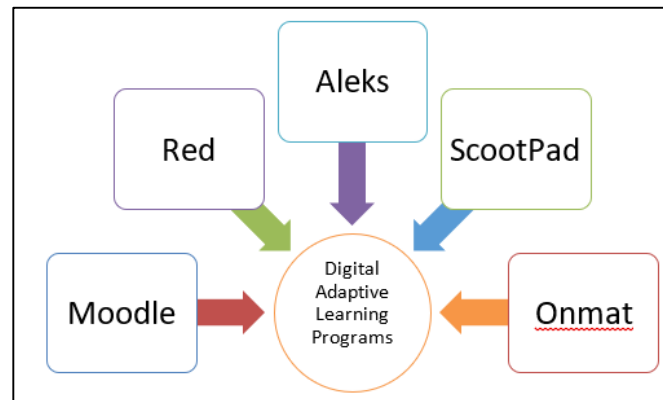 Aleks
Red
ScootPad
Moodle
Digital
Adaptive
Learning
Programs
Onmat